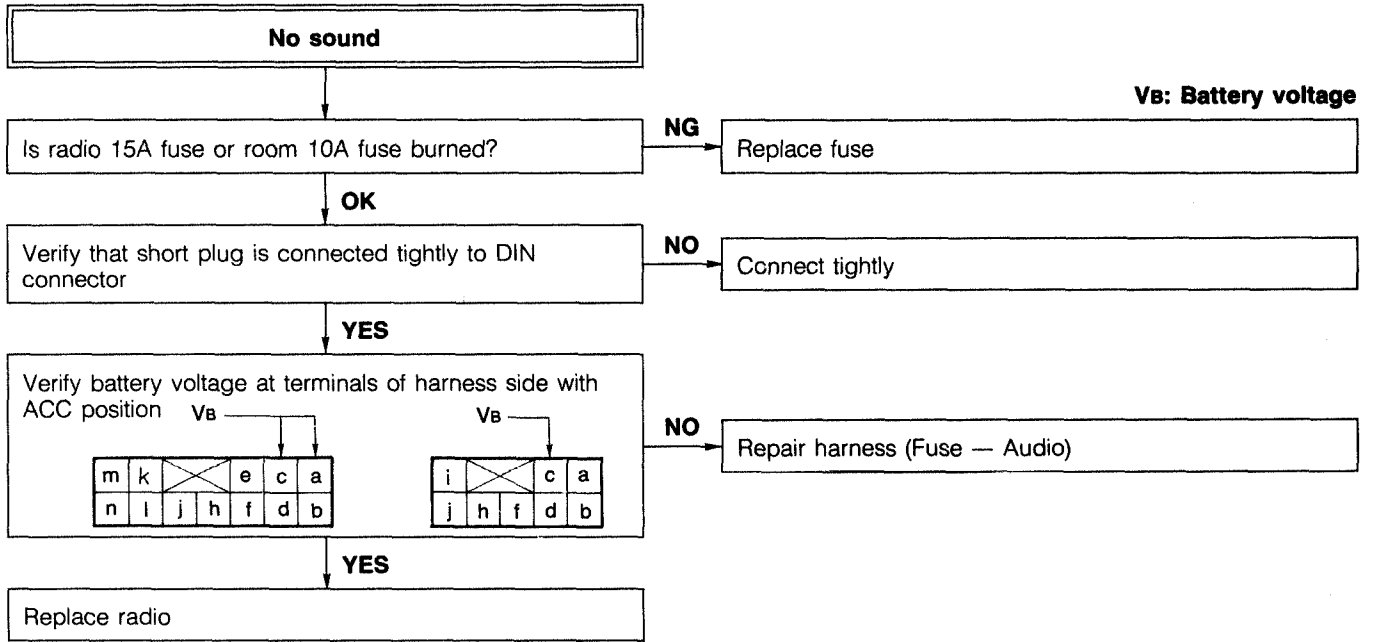 No sound
VB: Battery voltage
Is radio 15A fuse or room 10A fuse burned?
NG
Replace fuse
OK
Verify that short plug is connected tightly to DIN
connector
NO
Connect tightly
YES
Verify battery voltage at terminals of harness side with
ACC position
VB
VB
NO
Repair harness (Fuse — Audio)
m k e c a
n l j h f d b
i c a
j h f d b
YES
Replace radio